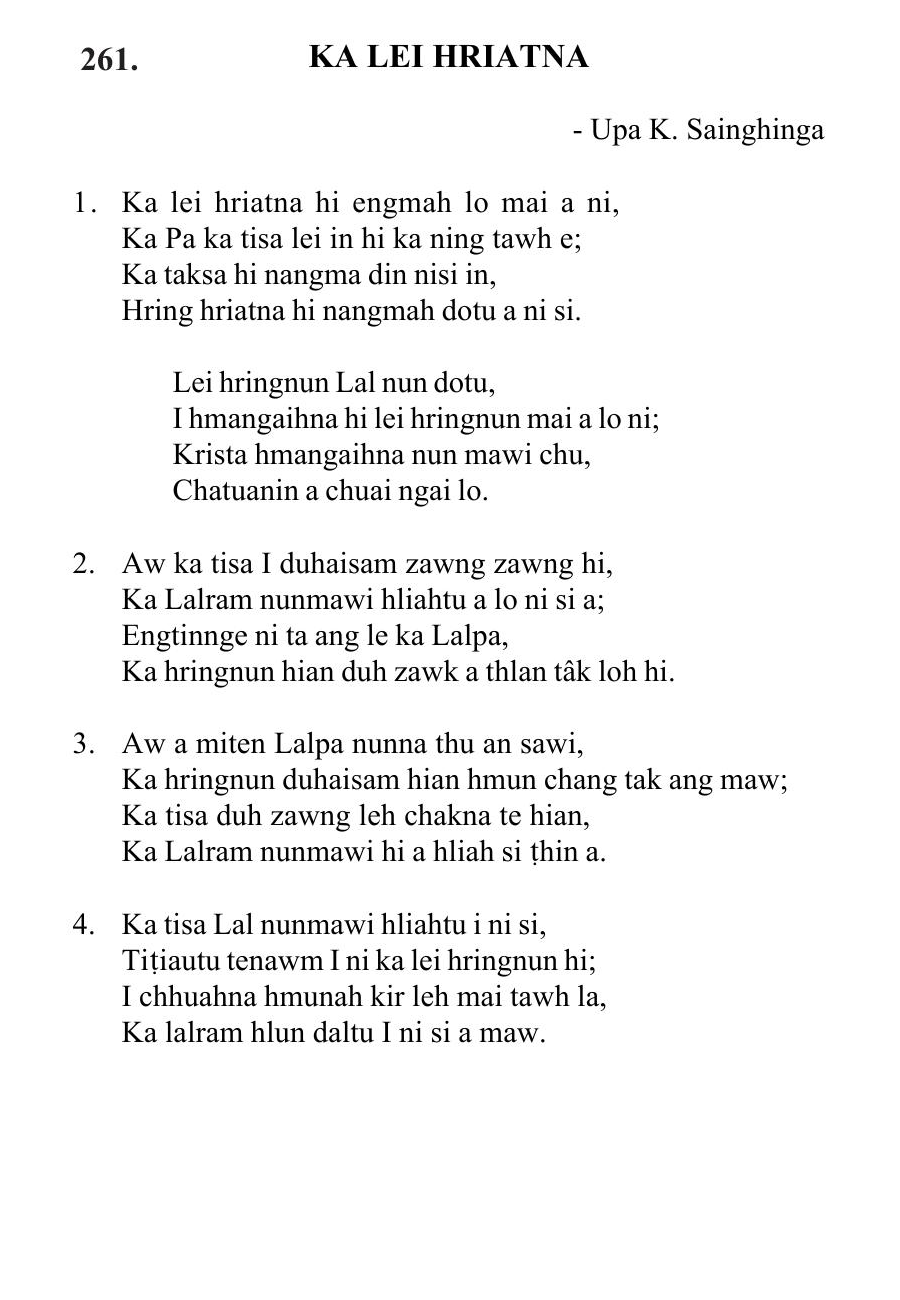 261. KA LEI HRIATNA
- Upa K. Sainghinga
1. Ka lei hriatna hi engmah lo mai a ni,
Ka Pa ka tisa lei in hi ka ning tawh e;
Ka taksa hi nangma din nisi in,
Hring hriatna hi nangmah dotu a ni si.
Lei hringnun Lal nun dotu,
I hmangaihna hi lei hringnun mai a lo ni;
Krista hmangaihna nun mawi chu,
Chatuanin a chuai ngai lo.
2. Aw ka tisa I duhaisam zawng zawng hi,
Ka Lalram nunmawi hliahtu a lo ni si a;
Engtinnge ni ta ang le ka Lalpa,
Ka hringnun hian duh zawk a thlan tâk loh hi.
3. Aw a miten Lalpa nunna thu an sawi,
Ka hringnun duhaisam hian hmun chang tak ang maw;
Ka tisa duh zawng leh chakna te hian,
Ka Lalram nunmawi hi a hliah si ṭhin a.
4. Ka tisa Lal nunmawi hliahtu i ni si,
Tiṭiautu tenawm I ni ka lei hringnun hi;
I chhuahna hmunah kir leh mai tawh la,
Ka lalram hlun daltu I ni si a maw.